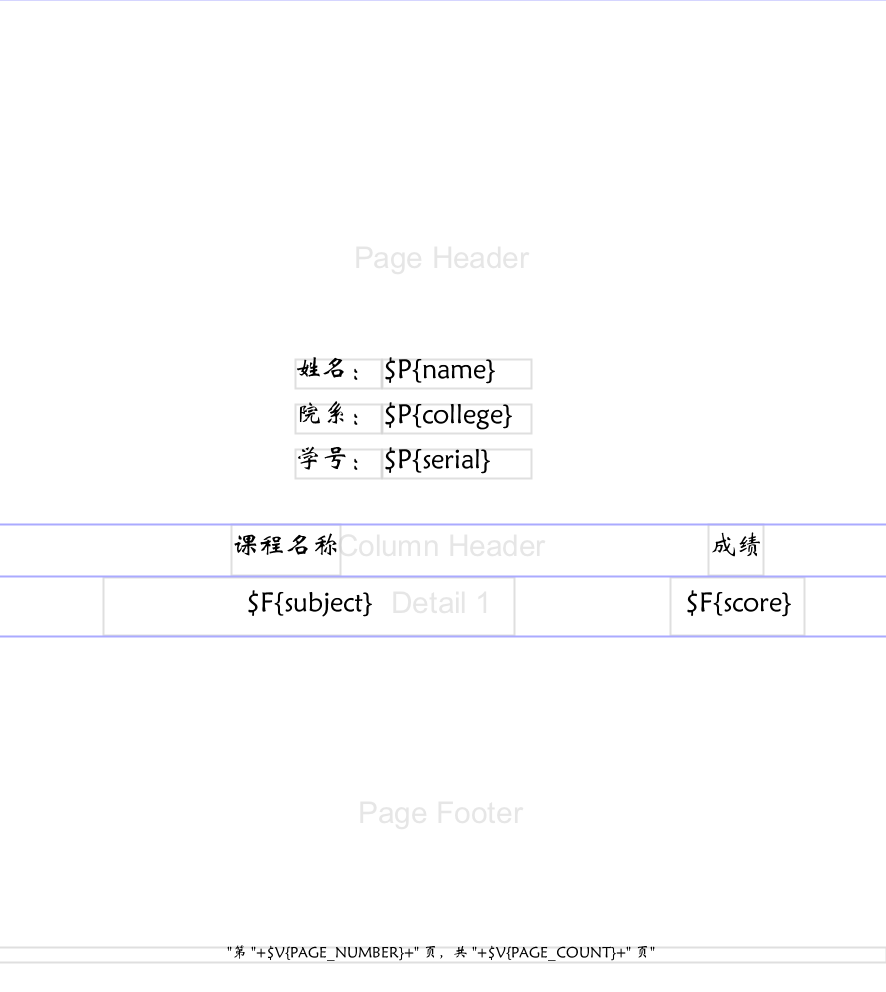 Page Header
姓名：$P{name}
院系：$P{college}
学号：$P{serial}
课程名称 Column Header 成绩
$F{subject} Detail 1 $F{score}
Page Footer
"第 "+$V{PAGE_NUMBER}+" 页，共 "+$V{PAGE_COUNT}+" 页"